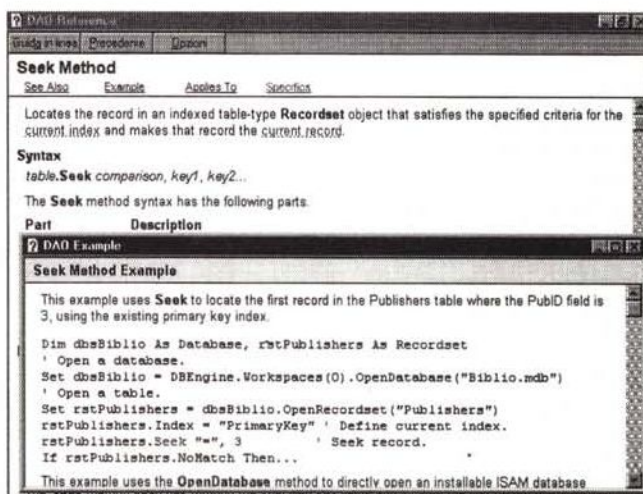 DAO Reference
Guida in linea Precedente Opzioni
Seek Method
See Also Example Applies To Specifics
Locates the record in an indexed table-type Recordset object that satisfies the specified criteria for the
current index and makes that record the current record.
Syntax
table.Seek comparison, key1, key2...
The Seek method syntax has the following parts.
Part Description
DAO Example
Seek Method Example
This example uses Seek to locate the first record in the Publishers table where the PubID field is
3, using the existing primary key index.
Dim dbsBiblio As Database, rstPublishers As Recordset
' Open a database.
Set dbsBiblio = DBEngine.Workspaces(0).OpenDatabase("Biblio.mdb")
' Open a table.
Set rstPublishers = dbsBiblio.OpenRecordset("Publishers")
rstPublishers.Index = "PrimaryKey" ' Define current index.
rstPublishers.Seek "=", 3 ' Seek record.
If rstPublishers.NoMatch Then...
This example uses the OpenDatabase method to directly open an installable ISAM database